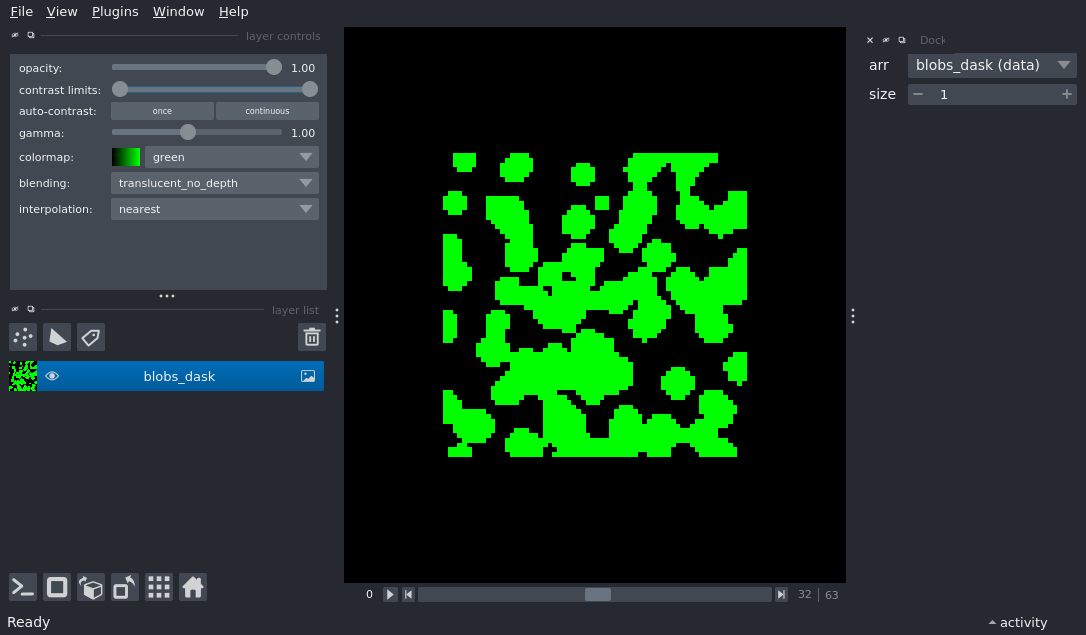 File View Plugins Window Help
layer controls
opacity: 1.00
contrast limits:
auto-contrast: once continuous
gamma: 1.00
colormap: green
blending: translucent_no_depth
interpolation: nearest
layer list
blobs_dask
0 32 63
Dock
arr blobs_dask (data)
size 1
Ready
activity